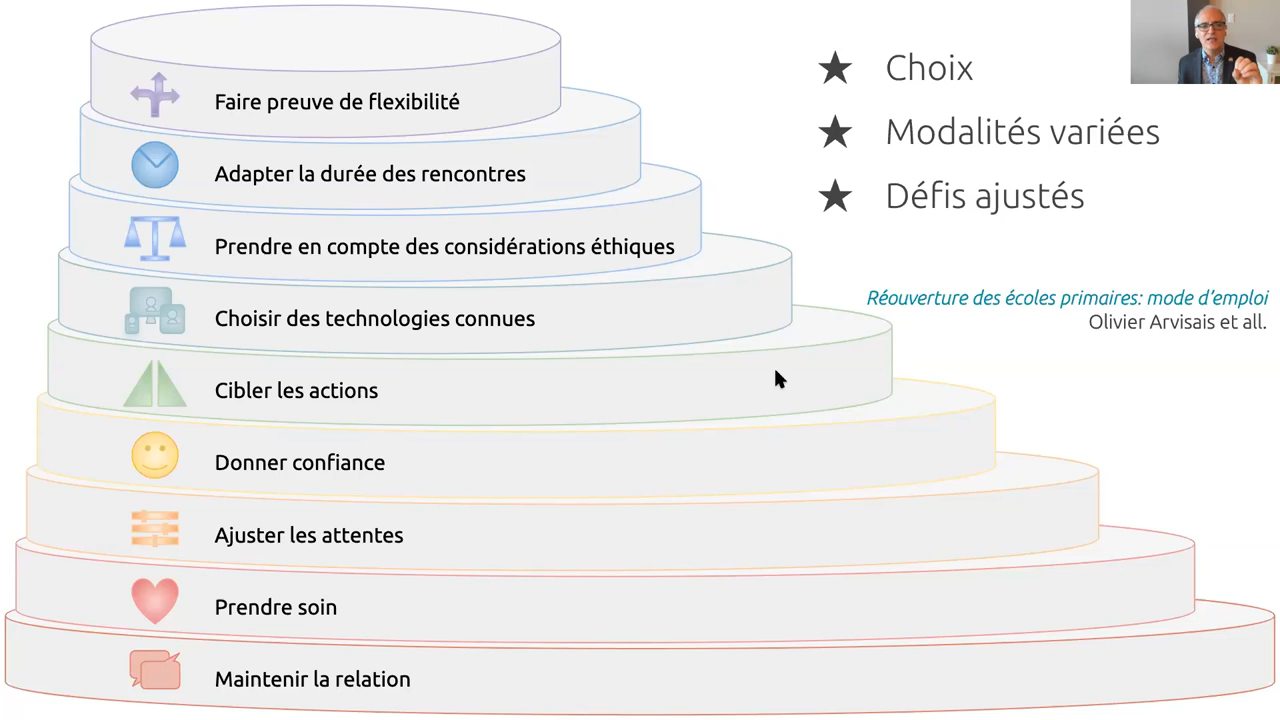 Faire preuve de flexibilité
Adapter la durée des rencontres
Prendre en compte des considérations éthiques
Choisir des technologies connues
Cibler les actions
Donner confiance
Ajuster les attentes
Prendre soin
Maintenir la relation
Choix
Modalités variées
Défis ajustés
Réouverture des écoles primaires: mode d'emploi
Olivier Arvisais et all.